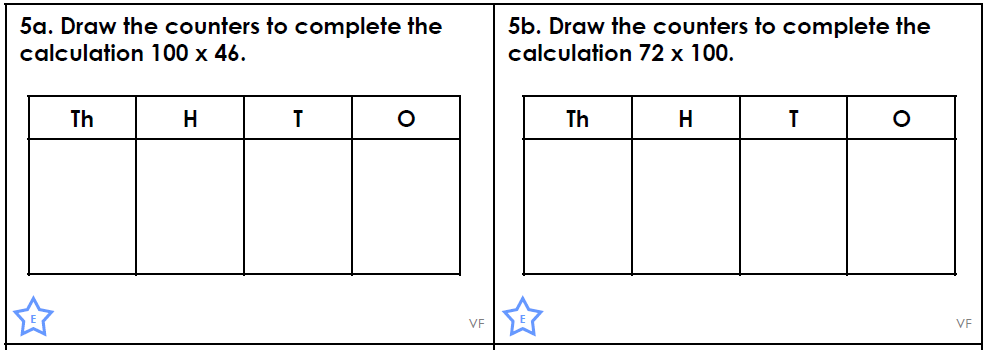 5a. Draw the counters to complete the
calculation 100 x 46.
Th H T O
E
VF
5b. Draw the counters to complete the
calculation 72 x 100.
Th H T O
E
VF